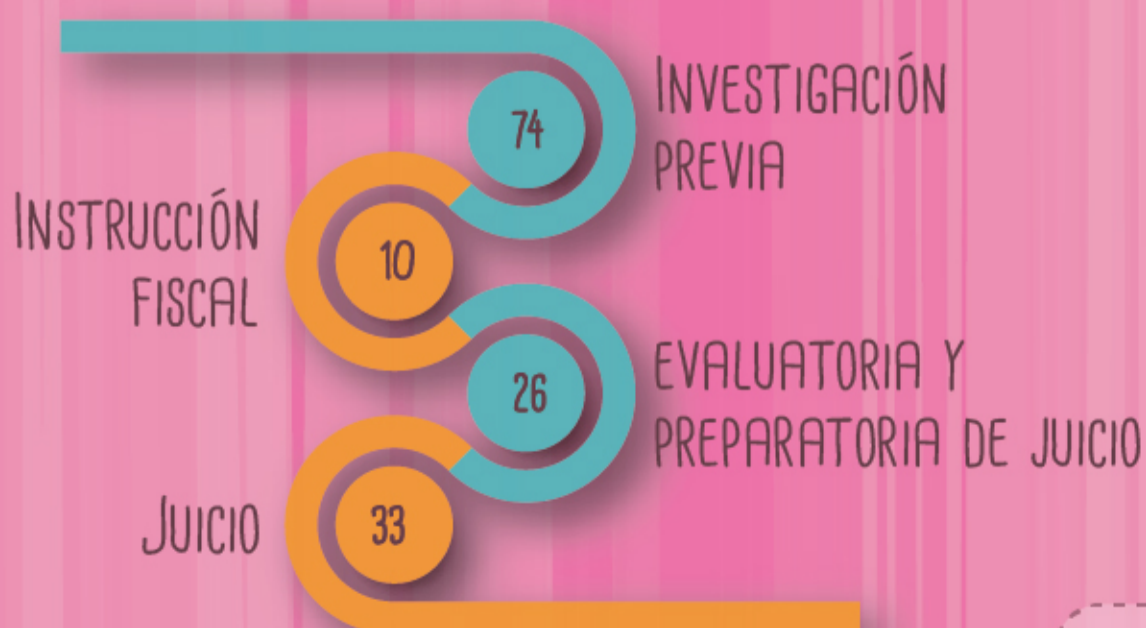 74
INVESTIGACIÓN
PREVIA
INSTRUCCIÓN
FISCAL
10
26
EVALUATORIA Y
PREPARATORIA DE JUICIO
JUICIO
33